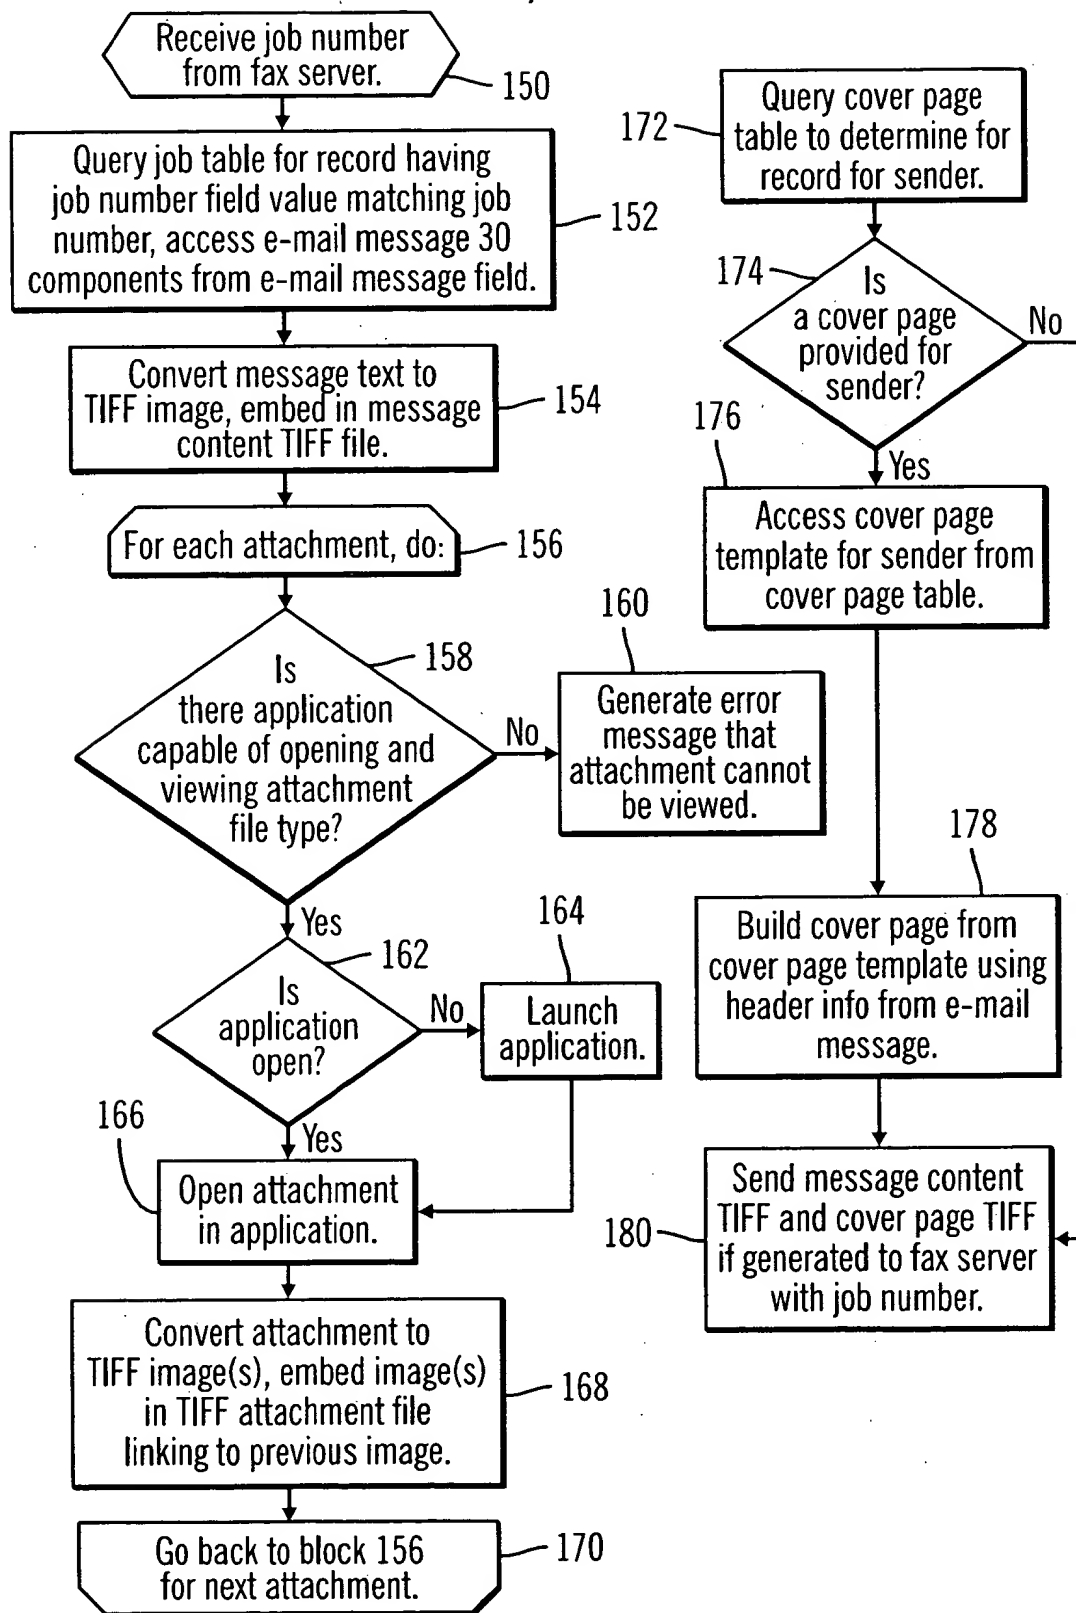 Receive job number
from fax server.
150
Query job table for record having
job number field value matching job
number, access e-mail message 30
components from e-mail message field.
152
Convert message text to
TIFF image, embed in message
content TIFF file.
154
For each attachment, do:
156
Is
there application
capable of opening and
viewing attachment
file type?
158
No
160
Generate error
message that
attachment cannot
be viewed.
Yes
162
Is
application
open?
No
164
Launch
application.
Yes
166
Open attachment
in application.
Convert attachment to
TIFF image(s), embed image(s)
in TIFF attachment file
linking to previous image.
168
Go back to block 156
for next attachment.
170
172
Query cover page
table to determine for
record for sender.
174
Is
a cover page
provided for
sender?
No
176
Yes
Access cover page
template for sender from
cover page table.
178
Build cover page from
cover page template using
header info from e-mail
message.
180
Send message content
TIFF and cover page TIFF
if generated to fax server
with job number.